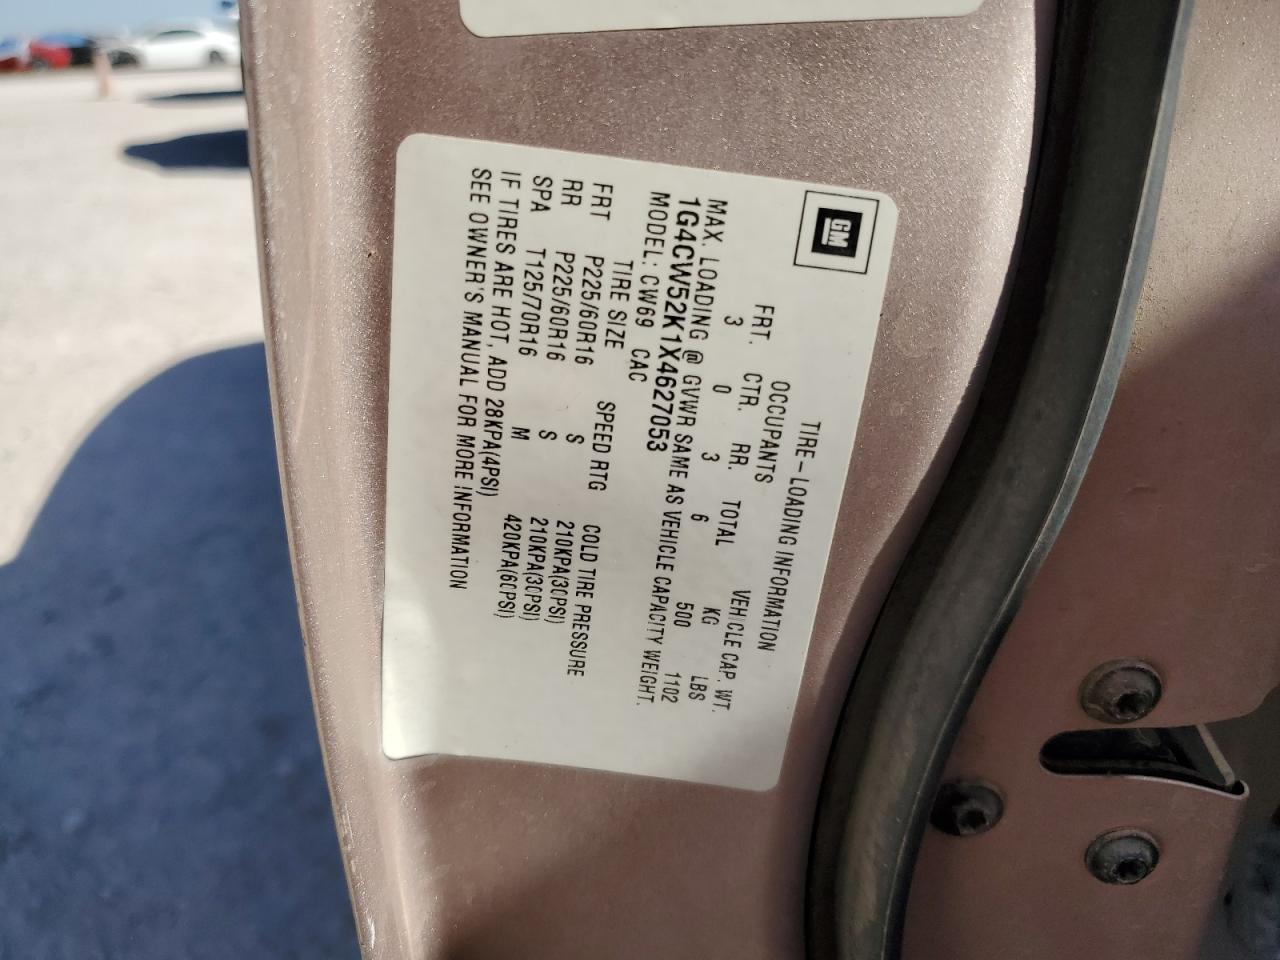 GM
TIRE-LOADING INFORMATION
OCCUPANTS VEHICLE CAP. WT.
FRT. CTR. RR. TOTAL KG LBS
3 0 3 6 500 1102
MAX. LOADING @ GVWR SAME AS VEHICLE CAPACITY WEIGHT.
1G4CW52K1X4627053
MODEL: CW69 CAC
TIRE SIZE SPEED RTG COLD TIRE PRESSURE
FRT P225/60R16 S 210KPA(30PSI)
RR P225/60R16 S 210KPA(30PSI)
SPA T125/70R16 M 420KPA(60PSI)
IF TIRES ARE HOT, ADD 28KPA(4PSI)
SEE OWNER'S MANUAL FOR MORE INFORMATION